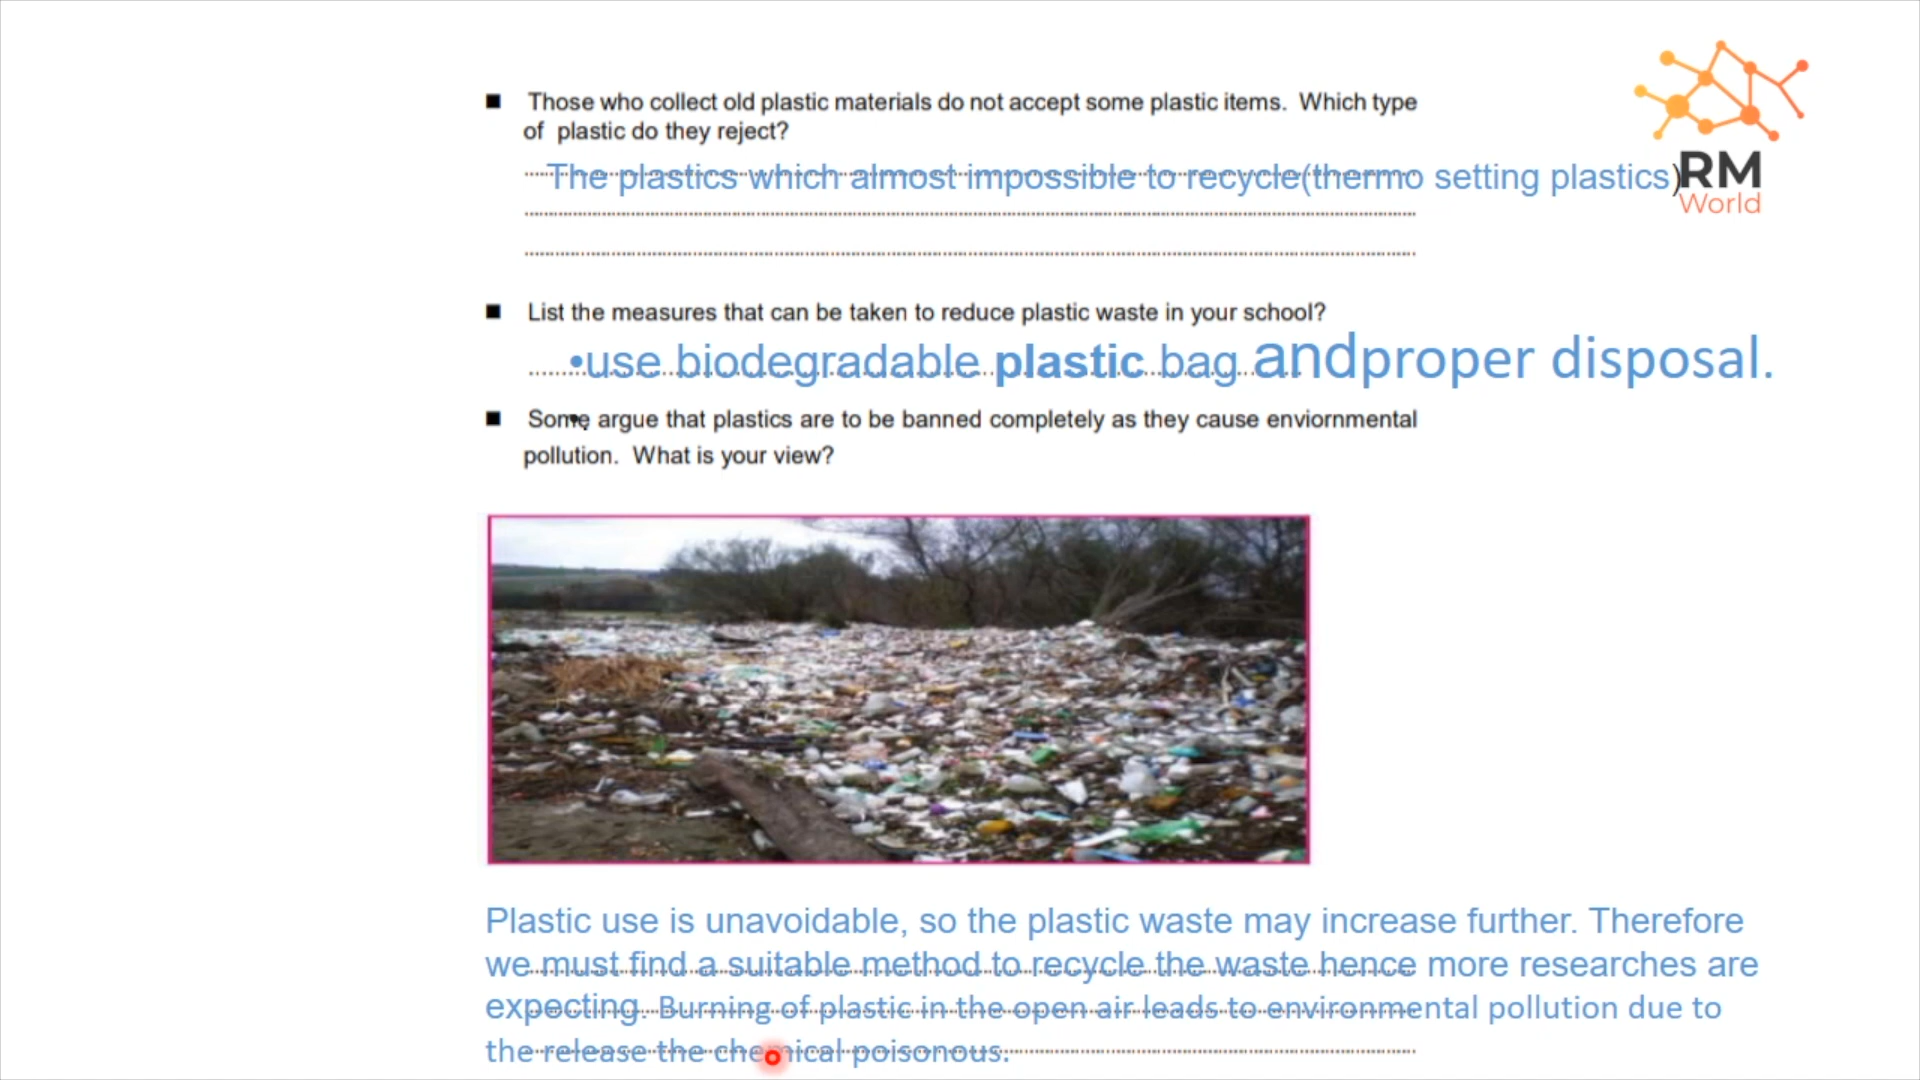 ■ Those who collect old plastic materials do not accept some plastic items. Which type
of plastic do they reject?
The plastics which almost impossible to recycle(thermo setting plastics)
RM
World
■ List the measures that can be taken to reduce plastic waste in your school?
•use biodegradable plastic bag andproper disposal.
■ Some argue that plastics are to be banned completely as they cause enviornmental
pollution. What is your view?
Plastic use is unavoidable, so the plastic waste may increase further. Therefore
we must find a suitable method to recycle the waste hence more researches are
expecting. Burning of plastic in the open air leads to environmental pollution due to
the release the chemical poisonous.